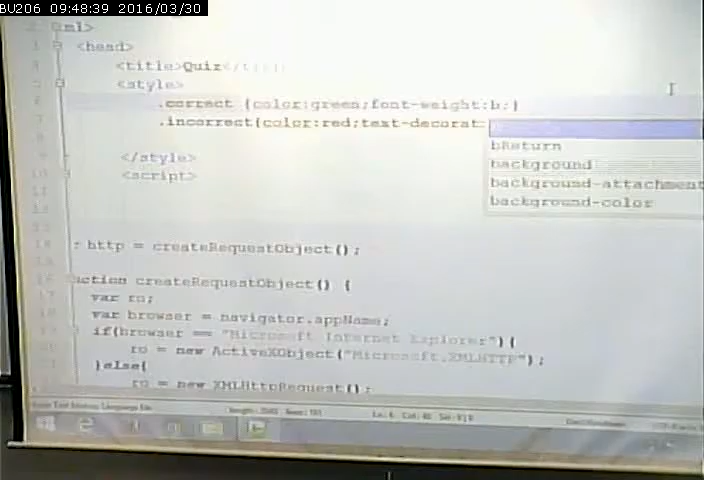 BU206 09:48:39 2016/03/30
<head>
<title>Quiz</title>
<style>
.correct {color:green;font-weight:b;}
.incorrect{color:red;text-decorat
bReturn
background
background-attachment
background-color
</style>
<script>
http = createRequestObject();
createRequestObject() {
var ro;
var browser = navigator.appName;
if(browser == "Microsoft Internet Explorer"){
ro = new ActiveXObject("Microsoft.XMLHTTP");
}else{
ro = new XMLHttpRequest();